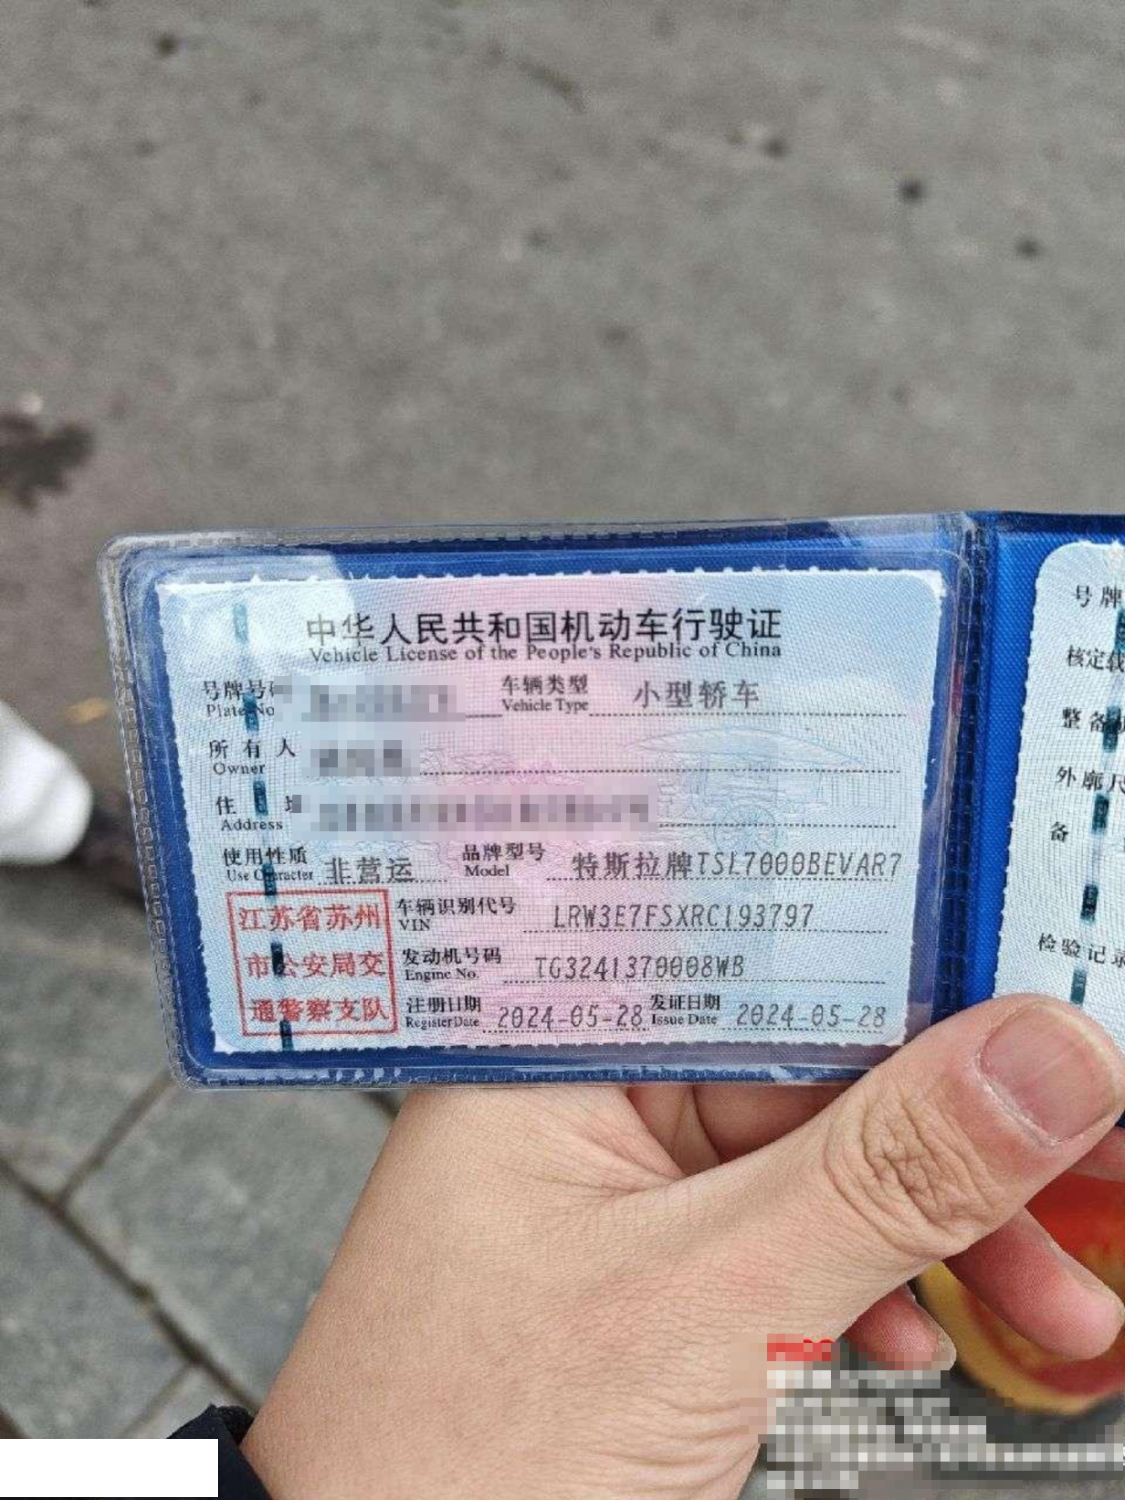 中华人民共和国机动车行驶证
Vehicle License of the People's Republic of China
号牌号码
Plate No.
车辆类型 小型轿车
Vehicle Type
所有人
Owner
住址
Address
使用性质 非营运 品牌型号 特斯拉牌TSL7000BEVAR7
Use Character Model
江苏省苏州
市公安局交
通警察支队
车辆识别代号 LRW3E7FSXRC193797
VIN
发动机号码 TG3241370008WB
Engine No.
注册日期 2024-05-28 发证日期 2024-05-28
Register Date Issue Date
号牌
核定载
整备
外廓尺
备
检验记录